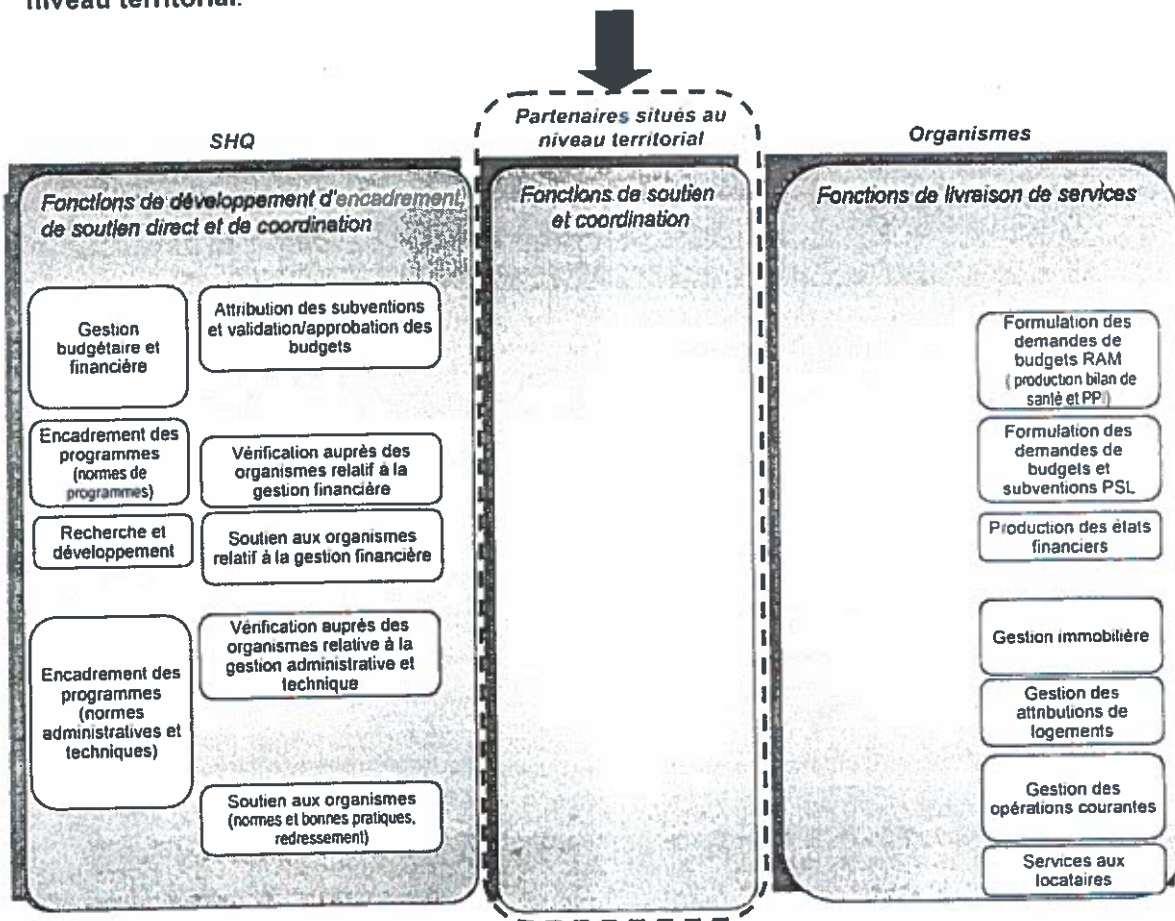 niveau territorial.
SHQ
Partenaires situés au
niveau territorial
Organismes
Fonctions de développement d'encadrement,
de soutien direct et de coordination
Fonctions de soutien
et coordination
Fonctions de livraison de services
Gestion
budgétaire et
financière
Attribution des subventions
et validation/approbation des
budgets
Encadrement des
programmes
(normes de
programmes)
Vérification auprès des
organismes relatif à la
gestion financière
Recherche et
développement
Soutien aux organismes
relatif à la gestion financière
Encadrement des
programmes
(normes
administratives et
techniques)
Vérification auprès des
organismes relative à la
gestion administrative et
technique
Soutien aux organismes
(normes et bonnes pratiques,
redressement)
Formulation des
demandes de
budgets RAM
( production bilan de
santé et PPI)
Formulation des
demandes de
budgets et
subventions PSL
Production des états
financiers
Gestion immobilière
Gestion des
attributions de
logements
Gestion des
opérations courantes
Services aux
locataires